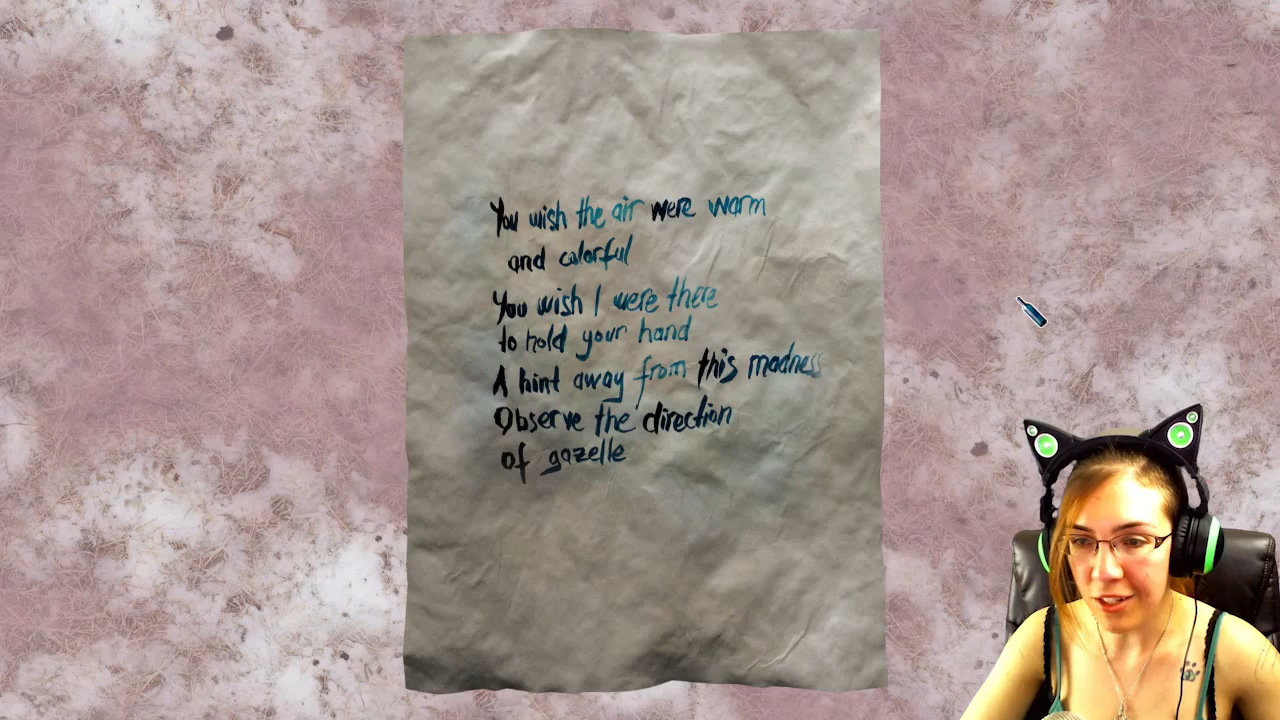 You wish the air were warm
and colorful
You wish I were there
to hold your hand
A hint away from this madness
Observe the direction
of gazelle